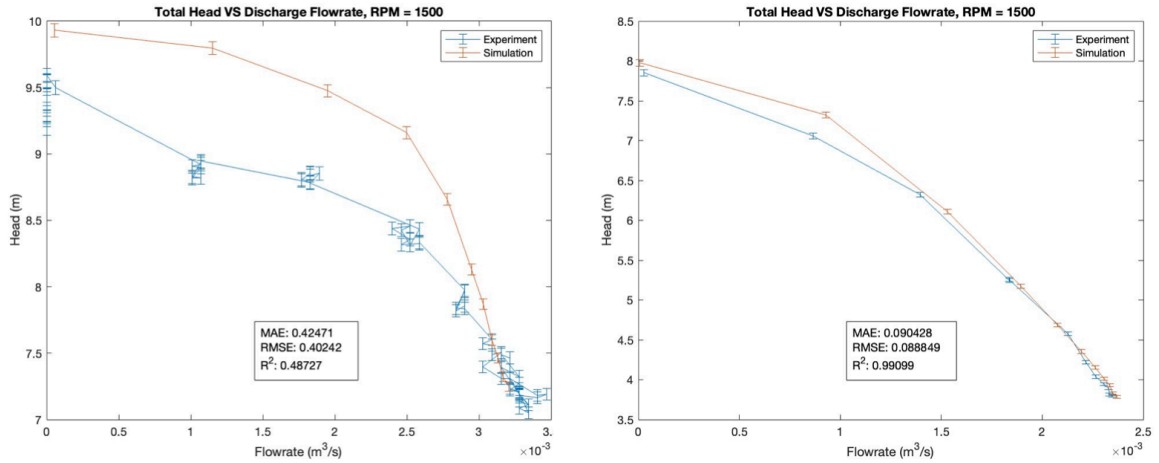 Total Head VS Discharge Flowrate, RPM = 1500
10
9.5
9
8.5
8
7.5
7
Head (m)
Experiment
Simulation
MAE: 0.42471
RMSE: 0.40242
R²: 0.48727
0
0.5
1
1.5
2
2.5
3
3.
×10⁻³
Flowrate (m³/s)
Total Head VS Discharge Flowrate, RPM = 1500
8.5
8
7.5
7
6.5
6
5.5
5
4.5
4
3.5
Head (m)
Experiment
Simulation
MAE: 0.090428
RMSE: 0.088849
R²: 0.99099
0
0.5
1
1.5
2
2.5
×10⁻³
Flowrate (m³/s)